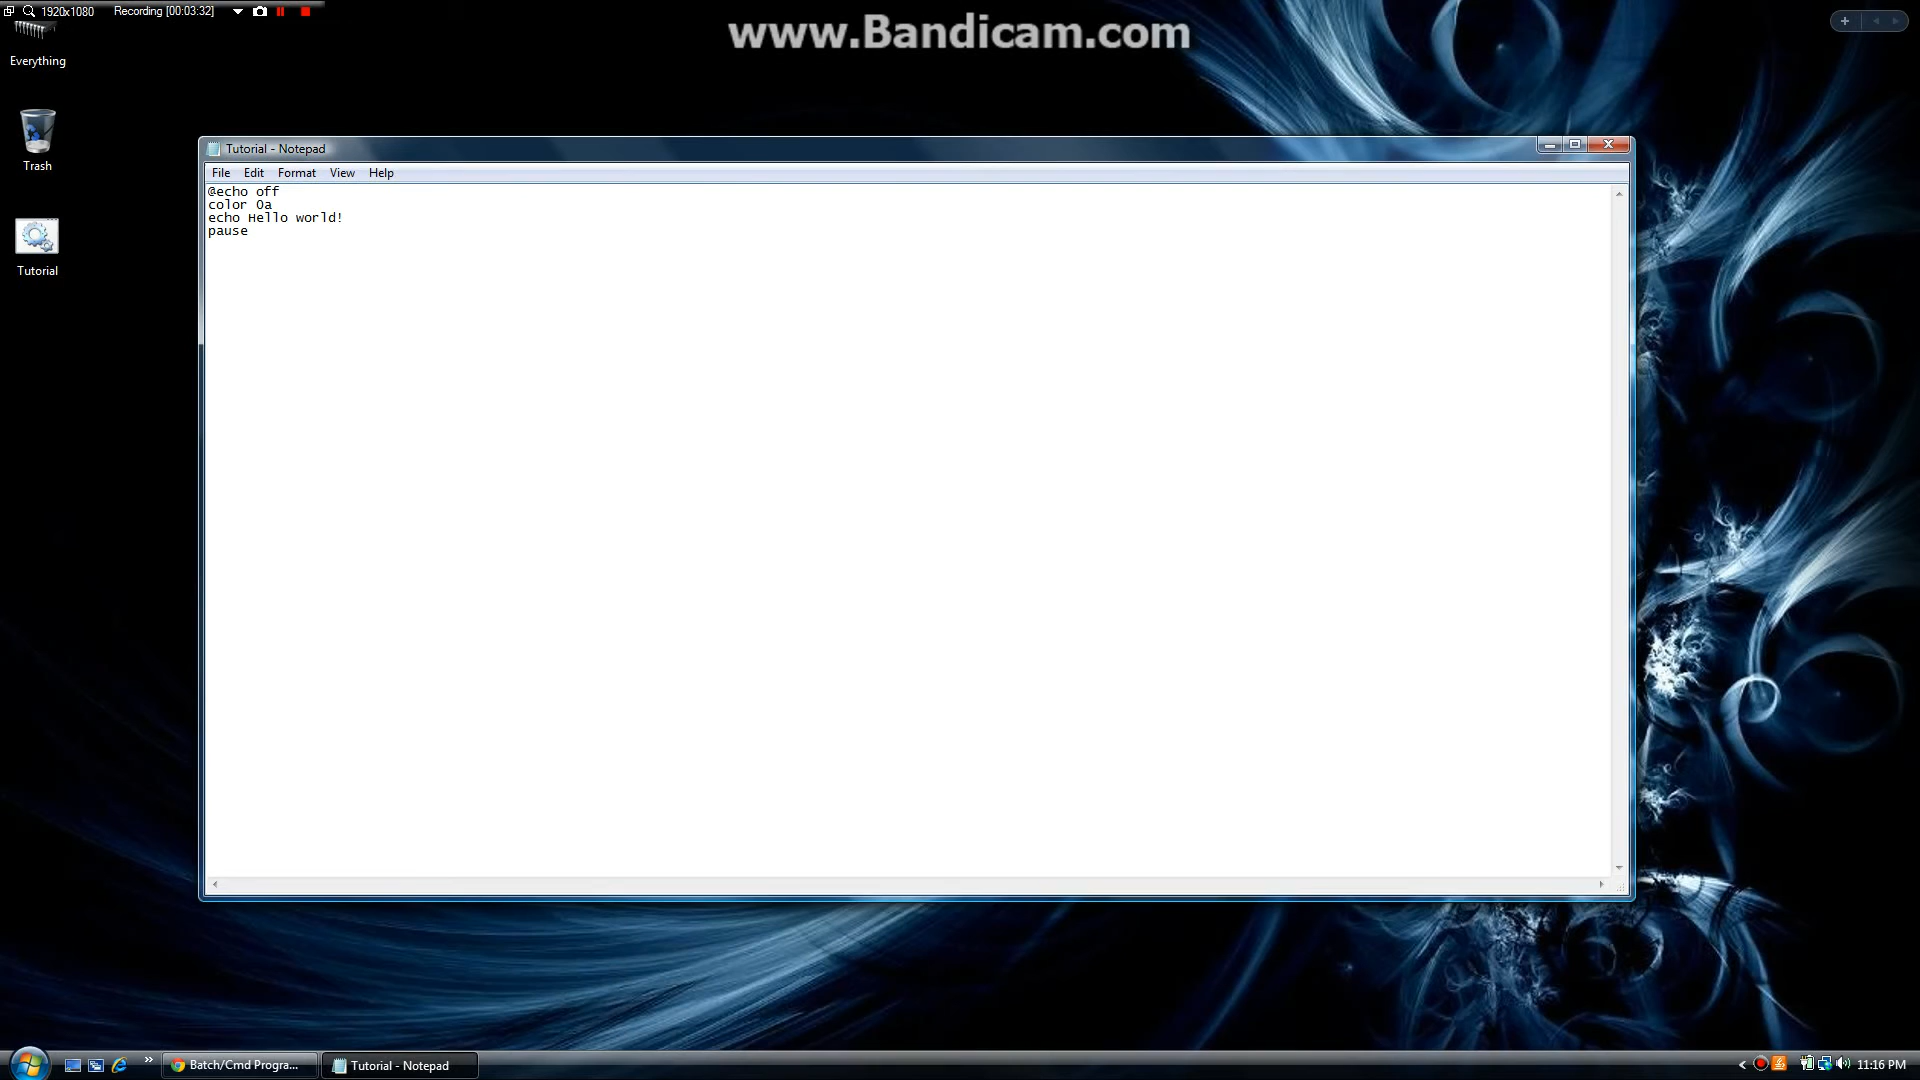 1920x1080 Recording [00:03:32]
www.Bandicam.com
Everything
Trash
Tutorial
Tutorial - Notepad
File Edit Format View Help
@echo off
color 0a
echo Hello world!
pause
Batch/Cmd Progra...
Tutorial - Notepad
11:16 PM